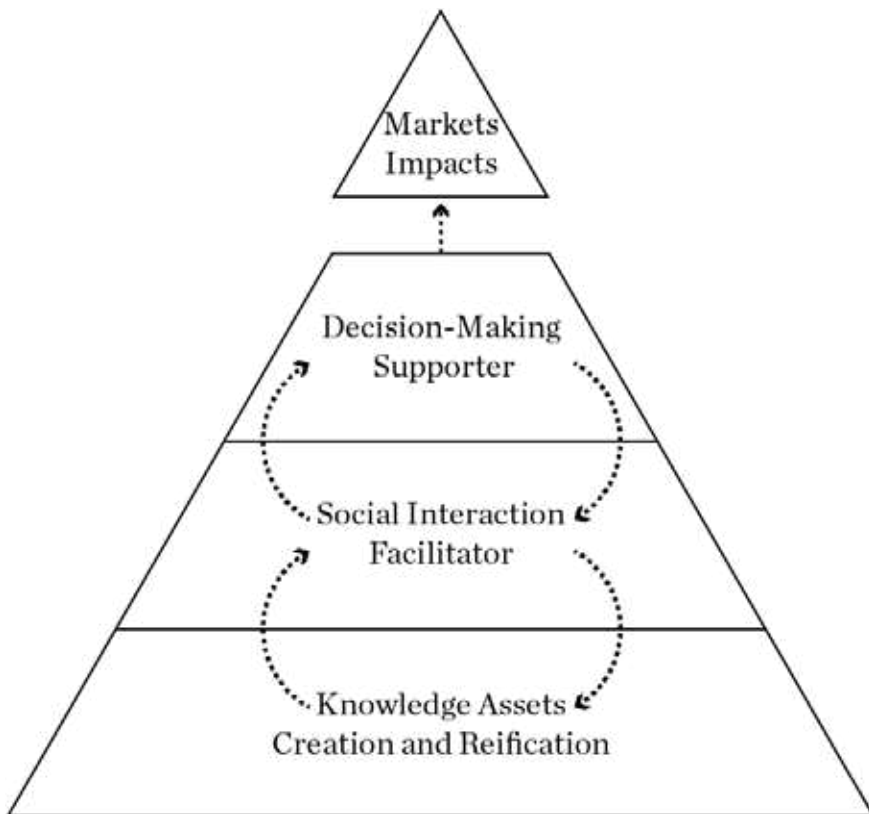 Markets
Impacts
Decision-Making
Supporter
Social Interaction
Facilitator
Knowledge Assets
Creation and Reification